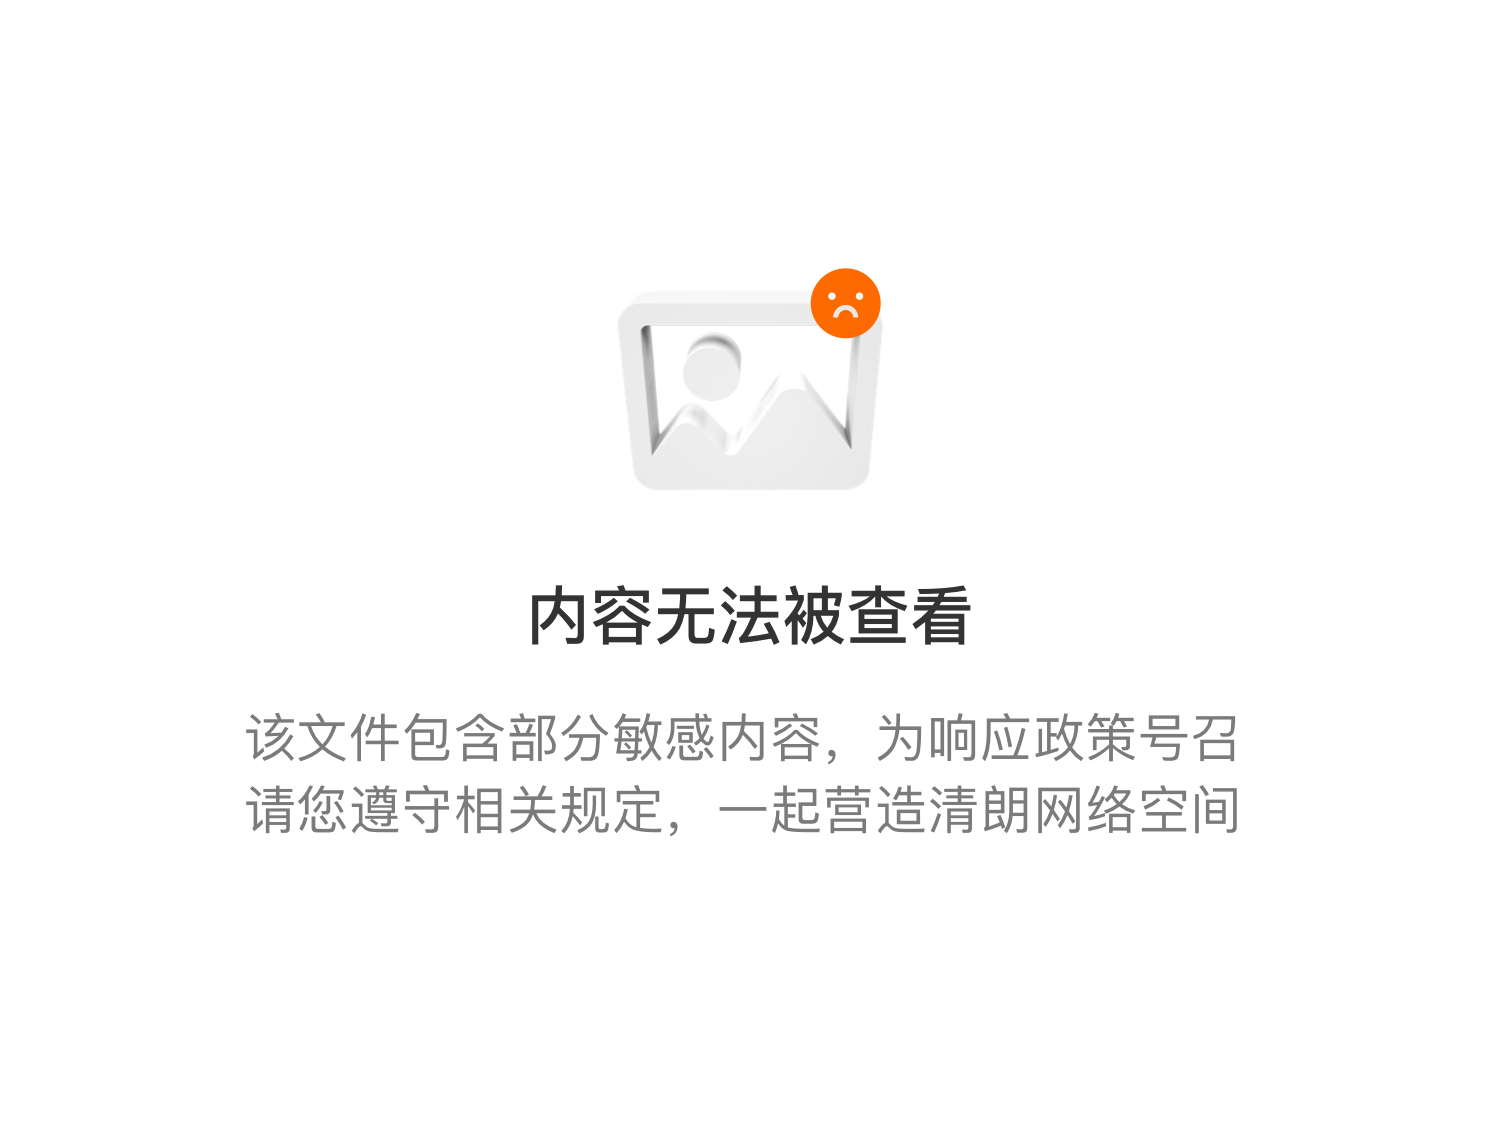 内容无法被查看
该文件包含部分敏感内容，为响应政策号召
请您遵守相关规定，一起营造清朗网络空间